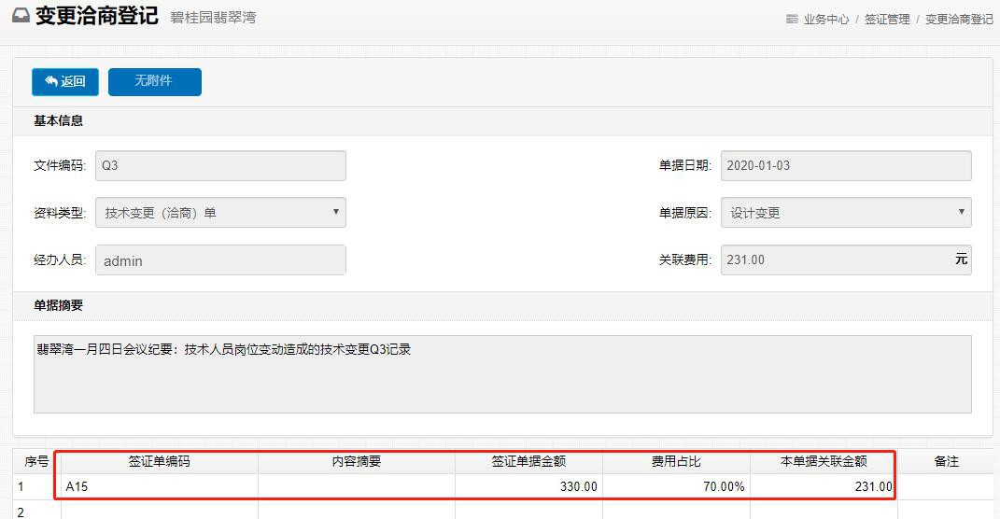 变更洽商登记 碧桂园翡翠湾 业务中心 / 签证管理 / 变更洽商登记
返回 无附件
基本信息
文件编码: Q3 单据日期: 2020-01-03
资料类型: 技术变更（洽商）单 单据原因: 设计变更
经办人员: admin 关联费用: 231.00 元
单据摘要
翡翠湾一月四日会议纪要：技术人员岗位变动造成的技术变更Q3记录
序号 签证单编码 内容摘要 签证单据金额 费用占比 本单据关联金额 备注
1 A15 330.00 70.00% 231.00
2